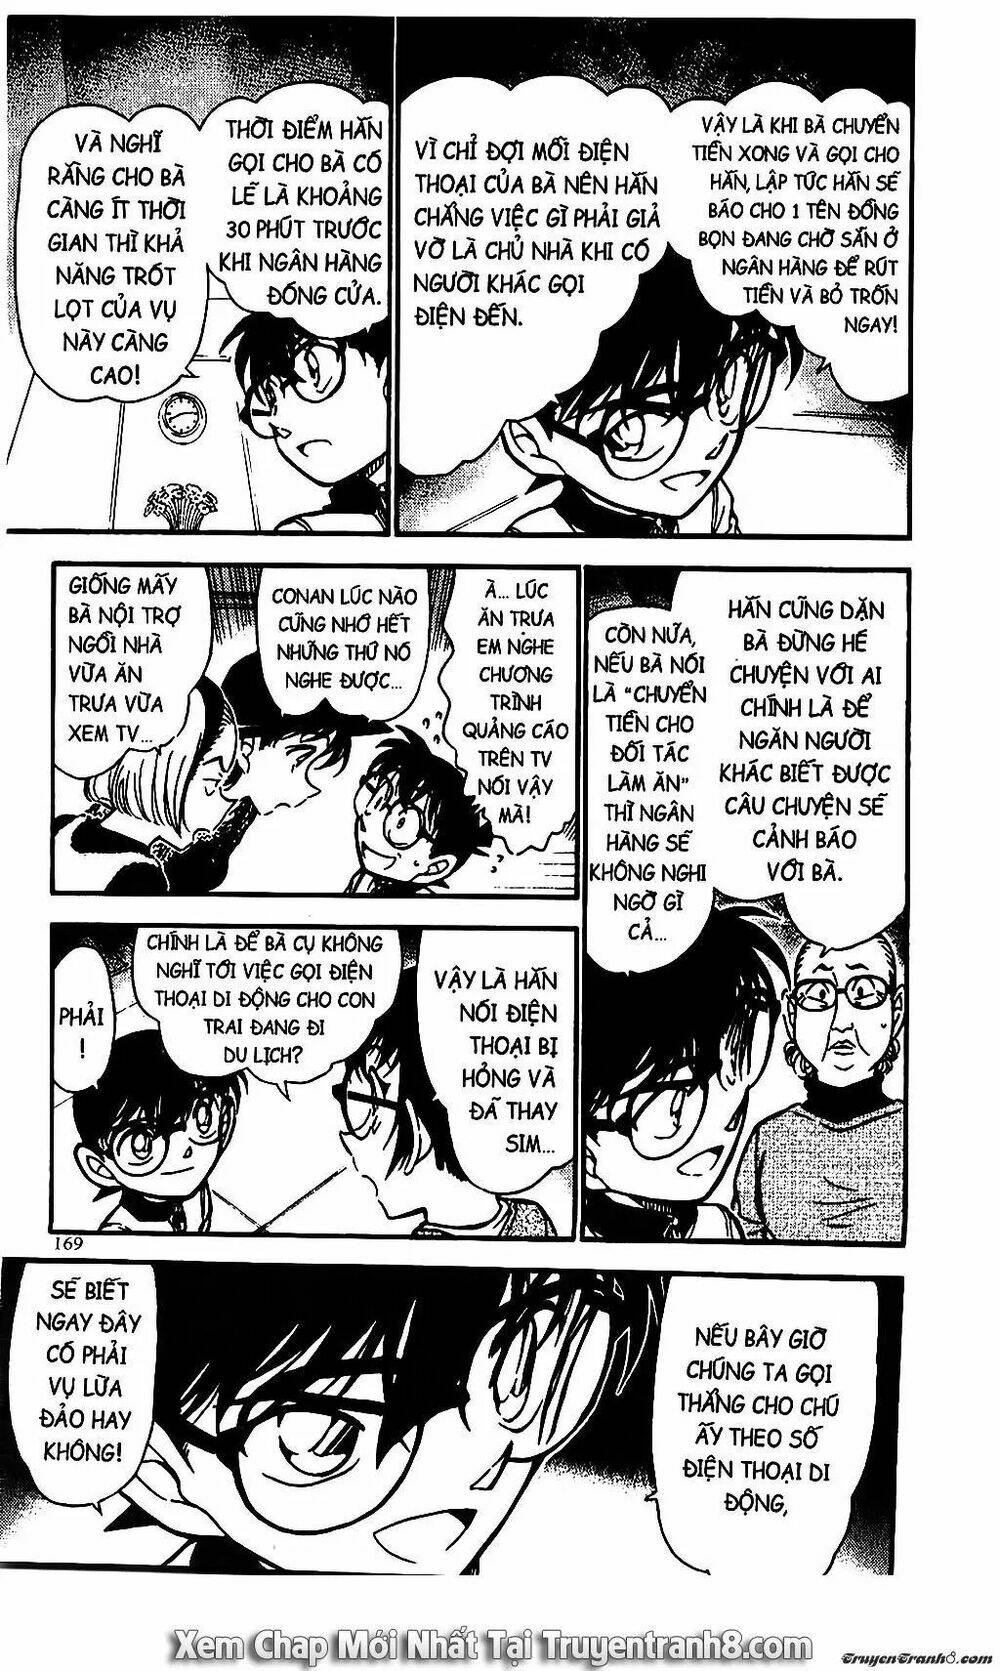 VẬY LÀ KHI BÀ CHUYỂN
TIỀN XONG VÀ GỌI CHO
HẮN, LẬP TỨC HẮN SẼ
BÁO CHO 1 TÊN ĐỒNG
BỌN ĐANG CHỜ SẴN Ở
NGÂN HÀNG ĐỂ RÚT
TIỀN VÀ BỎ TRỐN
NGAY!
VÌ CHỈ ĐỢI MỖI ĐIỆN
THOẠI CỦA BÀ NÊN HẮN
CHẲNG VIỆC GÌ PHẢI GIẢ
VỜ LÀ CHỦ NHÀ KHI CÓ
NGƯỜI KHÁC GỌI
ĐIỆN ĐẾN.
THỜI ĐIỂM HẮN
GỌI CHO BÀ CÓ
LẼ LÀ KHOẢNG
30 PHÚT TRƯỚC
KHI NGÂN HÀNG
ĐÓNG CỬA.
VÀ NGHĨ
RẰNG CHO BÀ
CÀNG ÍT THỜI
GIAN THÌ KHẢ
NĂNG TRÓT
LỌT CỦA VỤ
NÀY CÀNG
CAO!
HẮN CŨNG DẶN
BÀ ĐỪNG HÉ
CHUYỆN VỚI AI
CHÍNH LÀ ĐỂ
NGĂN NGƯỜI
KHÁC BIẾT ĐƯỢC
CÂU CHUYỆN SẼ
CẢNH BÁO
VỚI BÀ.
CÒN NỮA,
NẾU BÀ NÓI
LÀ "CHUYỂN
TIỀN CHO
ĐỐI TÁC
LÀM ĂN"
THÌ NGÂN
HÀNG SẼ
KHÔNG NGHI
NGỜ GÌ
CẢ...
À... LÚC
ĂN TRƯA
EM NGHE
CHƯƠNG
TRÌNH
QUẢNG CÁO
TRÊN TV
NÓI VẬY
MÀ!
CONAN LÚC NÀO
CŨNG NHỚ HẾT
NHỮNG THỨ NÓ
NGHE ĐƯỢC...
GIỐNG MẤY
BÀ NỘI TRỢ
NGỒI NHÀ
VỪA ĂN
TRƯA VỪA
XEM TV...
VẬY LÀ HẮN
NÓI ĐIỆN
THOẠI BỊ
HỎNG VÀ
ĐÃ THAY
SIM...
CHÍNH LÀ ĐỂ BÀ CỤ KHÔNG
NGHĨ TỚI VIỆC GỌI ĐIỆN
THOẠI DI ĐỘNG CHO CON
TRAI ĐANG ĐI
DU LỊCH?
PHẢI
!
169
NẾU BÂY GIỜ
CHÚNG TA GỌI
THẲNG CHO CHÚ
ẤY THEO SỐ
ĐIỆN THOẠI DI
ĐỘNG,
SẼ BIẾT
NGAY ĐÂY
CÓ PHẢI
VỤ LỪA
ĐẢO HAY
KHÔNG!
Xem Chap Mới Nhất Tại Truyentranh8.com
TruyenTranh8.com